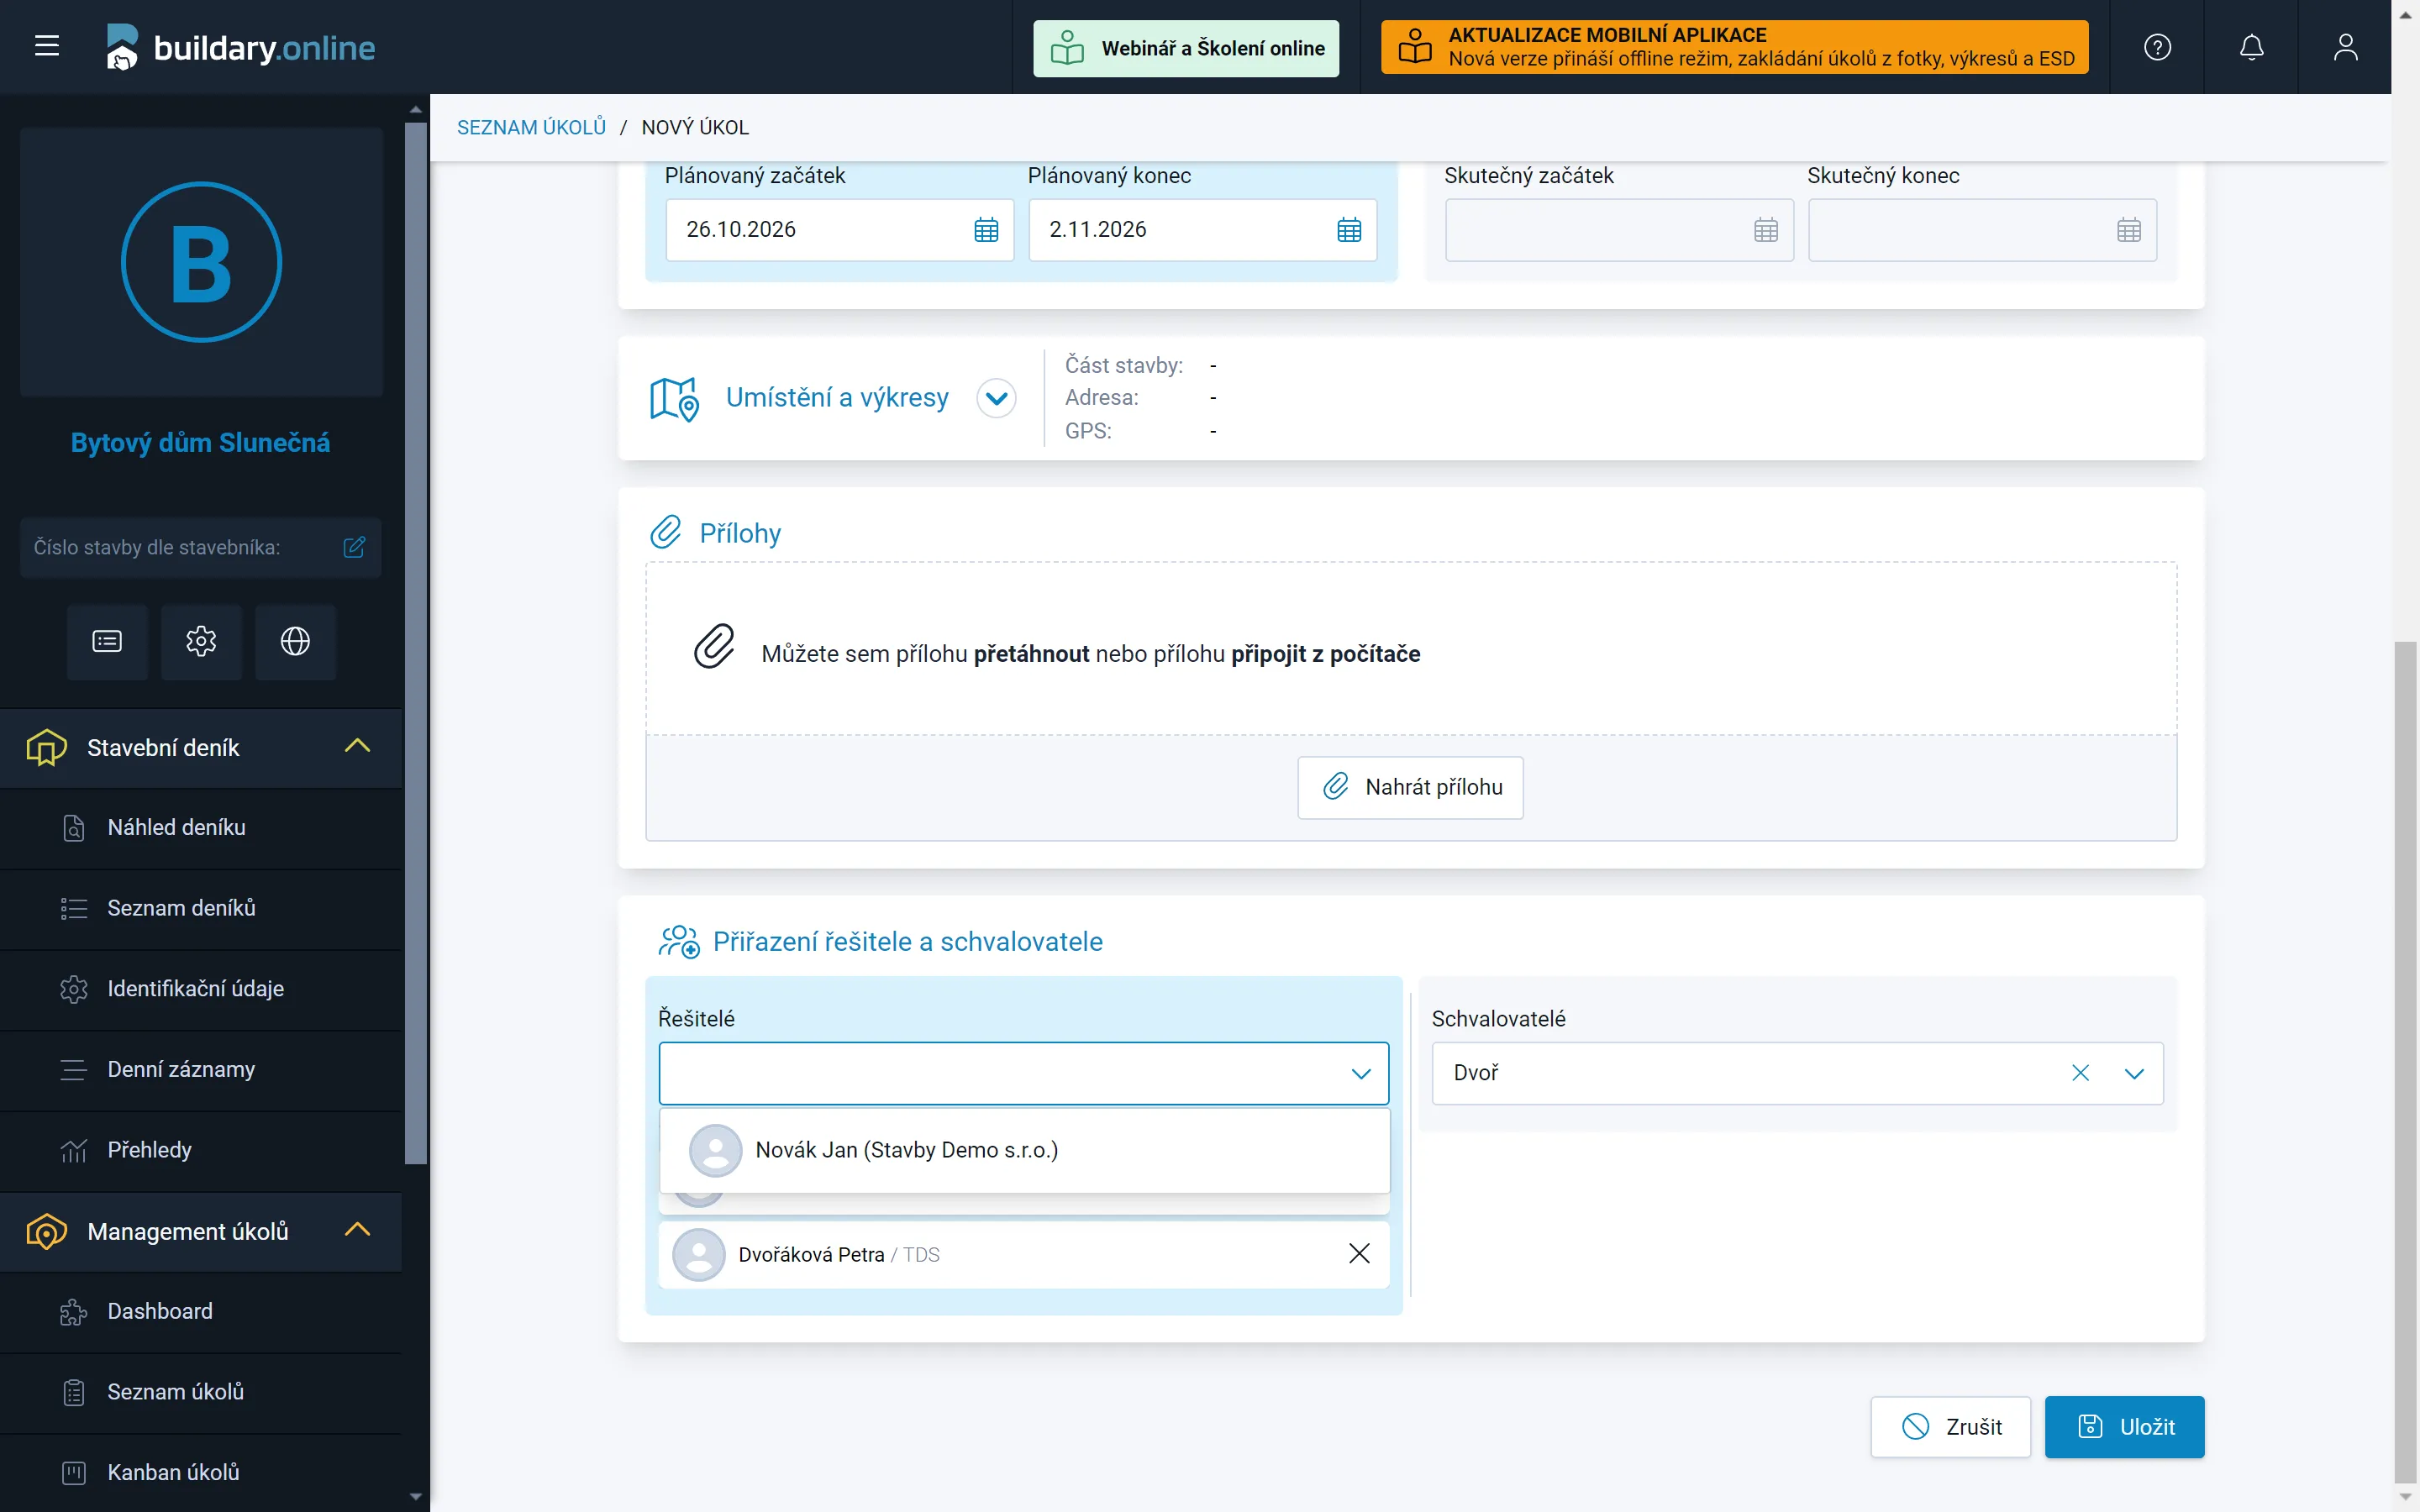 buildary.online
Webinář a Školení online
AKTUALIZACE MOBILNÍ APLIKACE
Nová verze přináší offline režim, zakládání úkolů z fotky, výkresů a ESD
SEZNAM ÚKOLŮ / NOVÝ ÚKOL
B
Bytový dům Slunečná
Číslo stavby dle stavebníka:
Stavební deník
Náhled deníku
Seznam deníků
Identifikační údaje
Denní záznamy
Přehledy
Management úkolů
Dashboard
Seznam úkolů
Kanban úkolů
Plánovaný začátek
Plánovaný konec
Skutečný začátek
Skutečný konec
26.10.2026
2.11.2026
Umístění a výkresy
Část stavby: -
Adresa: -
GPS: -
Přílohy
Můžete sem přílohu přetáhnout nebo přílohu připojit z počítače
Nahrát přílohu
Přiřazení řešitele a schvalovatele
Řešitelé
Novák Jan (Stavby Demo s.r.o.)
Dvořáková Petra / TDS
Schvalovatelé
Dvoř
Zrušit
Uložit